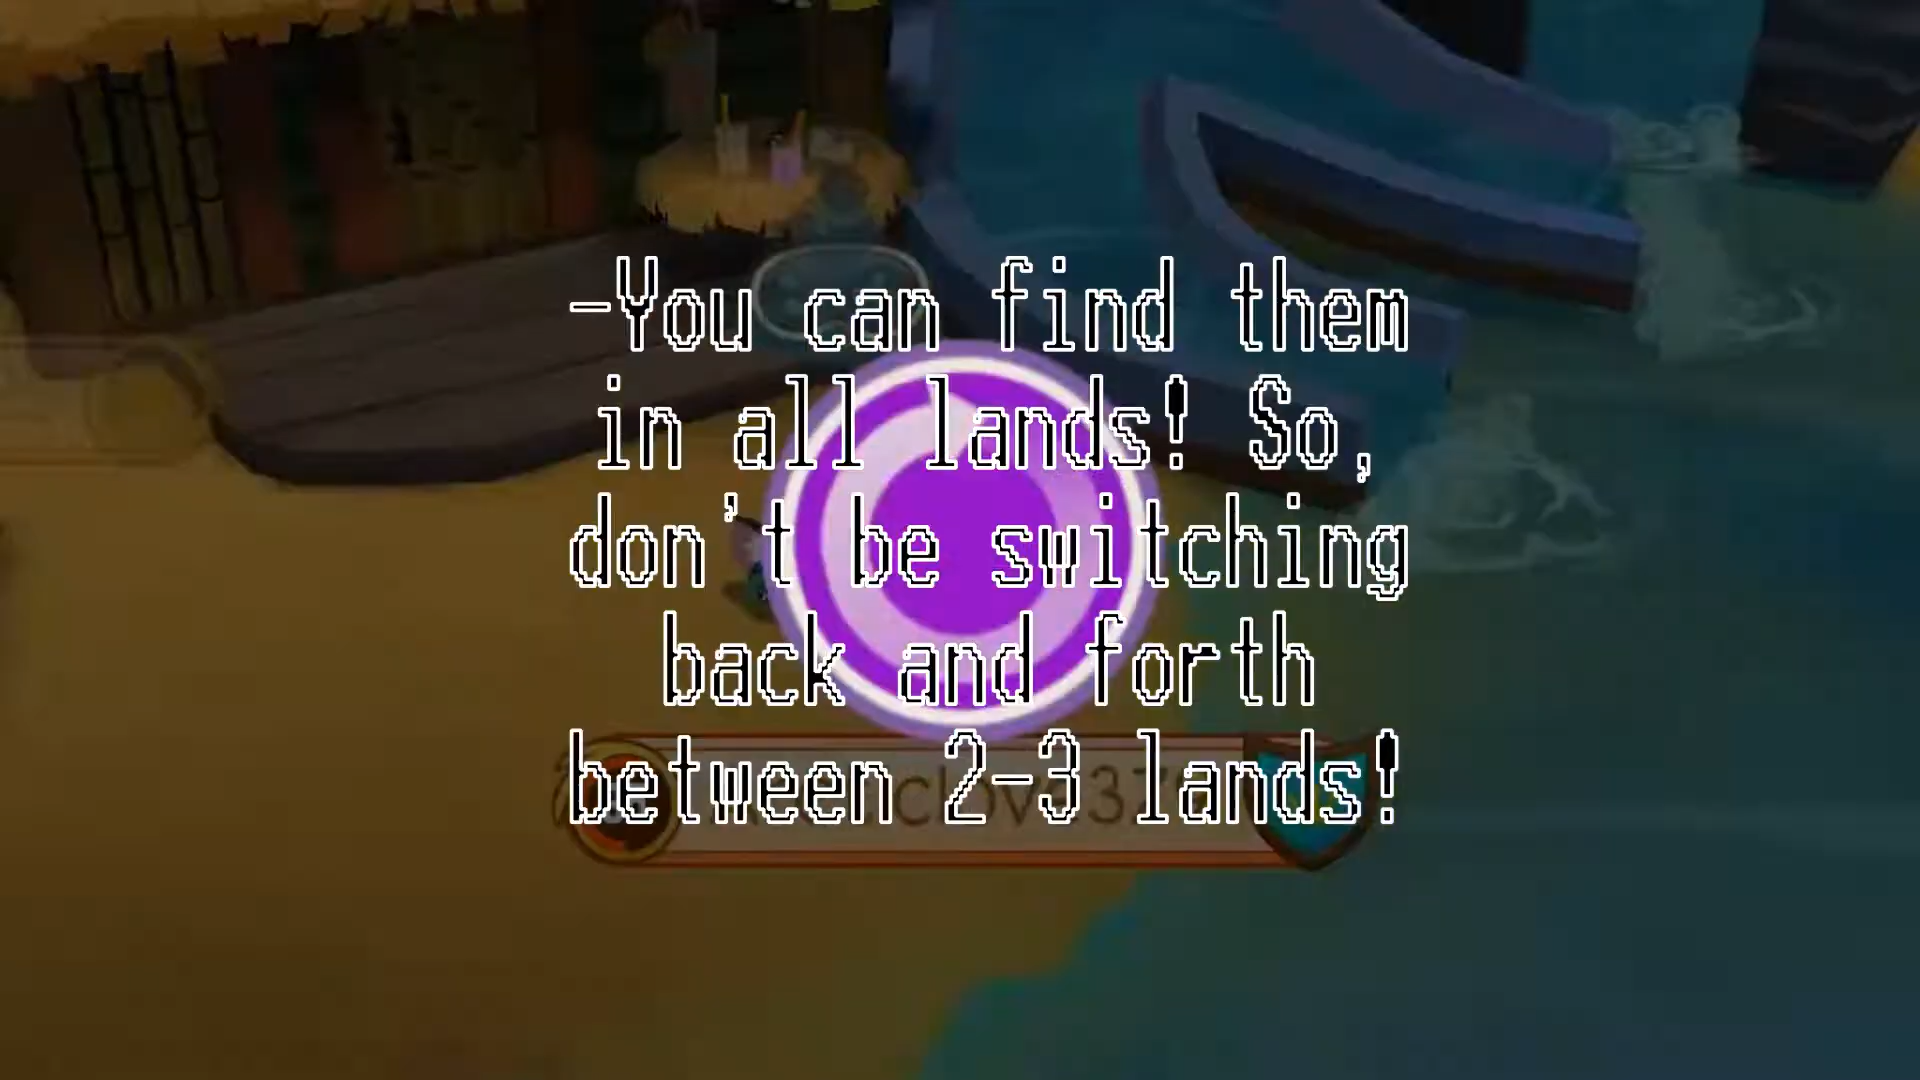 -You can find them
in all lands! So,
don't be switching
back and forth
between 2-3 lands!